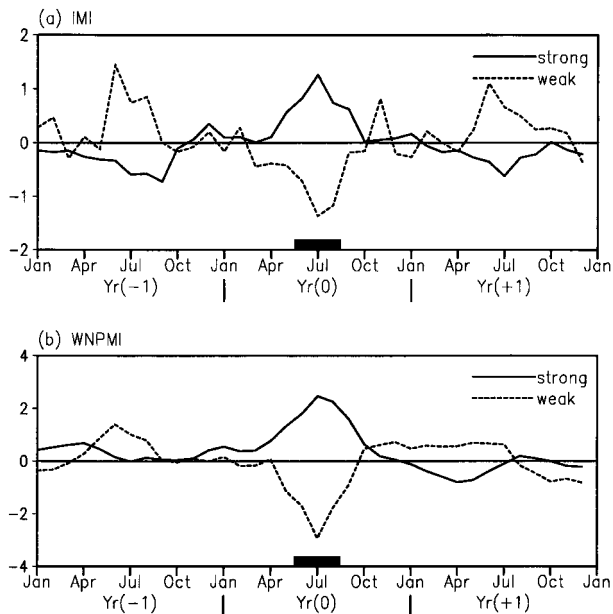 (a) IMI
2
strong
weak
1
0
-1
-2
Jan Apr Jul Oct Jan Apr Jul Oct Jan Apr Jul Oct Jan
Yr(-1) Yr(0) Yr(+1)
(b) WNPMI
4
strong
weak
2
0
-2
-4
Jan Apr Jul Oct Jan Apr Jul Oct Jan Apr Jul Oct Jan
Yr(-1) Yr(0) Yr(+1)